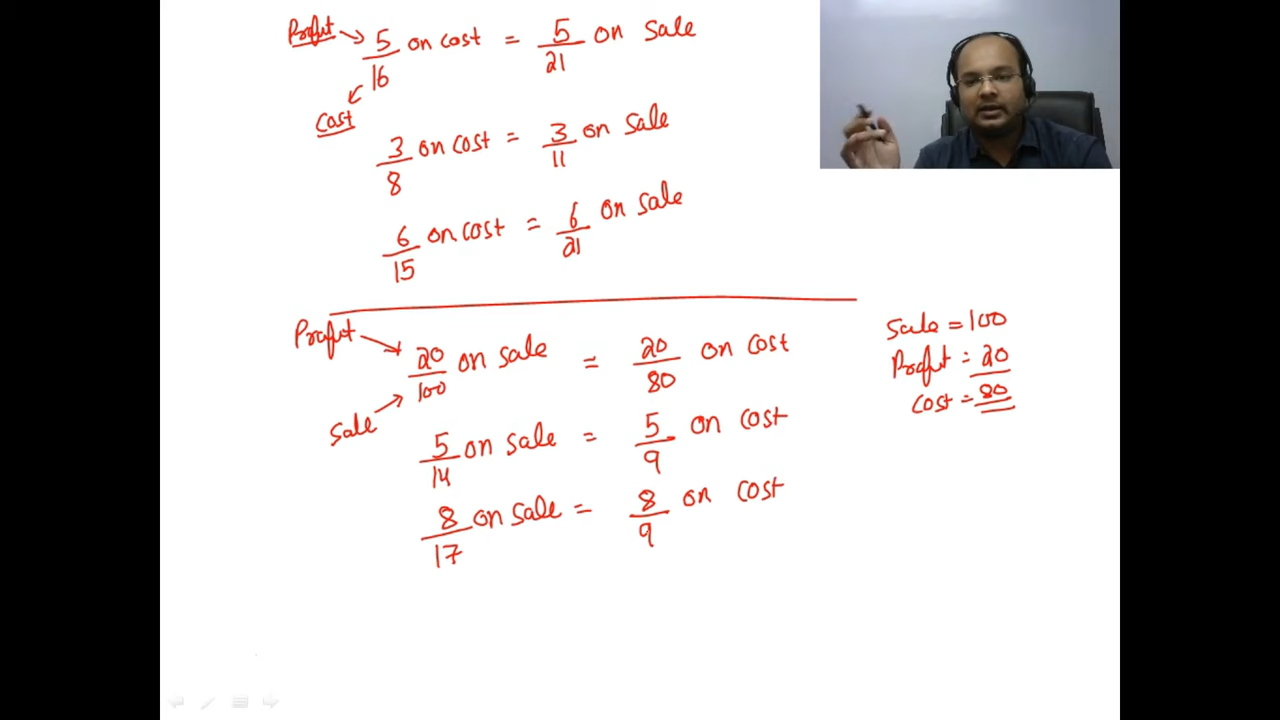 Profit → 5/16 on cost = 5/21 on sale
Cost
3/8 on cost = 3/11 on sale
6/15 on cost = 6/21 on sale
Profit → 20/100 on sale = 20/80 on cost
Sale
5/14 on sale = 5/9 on cost
8/17 on sale = 8/9 on cost
Sale = 100
Profit = 20
Cost = 80